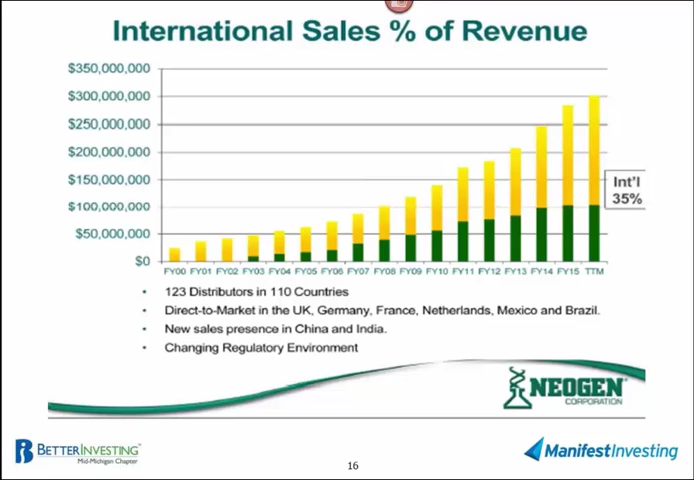 International Sales % of Revenue
$350,000,000
$300,000,000
$250,000,000
$200,000,000
$150,000,000
$100,000,000
$50,000,000
$0
Int'l
35%
FY00 FY01 FY02 FY03 FY04 FY05 FY06 FY07 FY08 FY09 FY10 FY11 FY12 FY13 FY14 FY15 TTM
• 123 Distributors in 110 Countries
• Direct-to-Market in the UK, Germany, France, Netherlands, Mexico and Brazil.
• New sales presence in China and India.
• Changing Regulatory Environment
NEOGEN
CORPORATION
BETTERINVESTING™
Mid-Michigan Chapter
16
ManifestInvesting